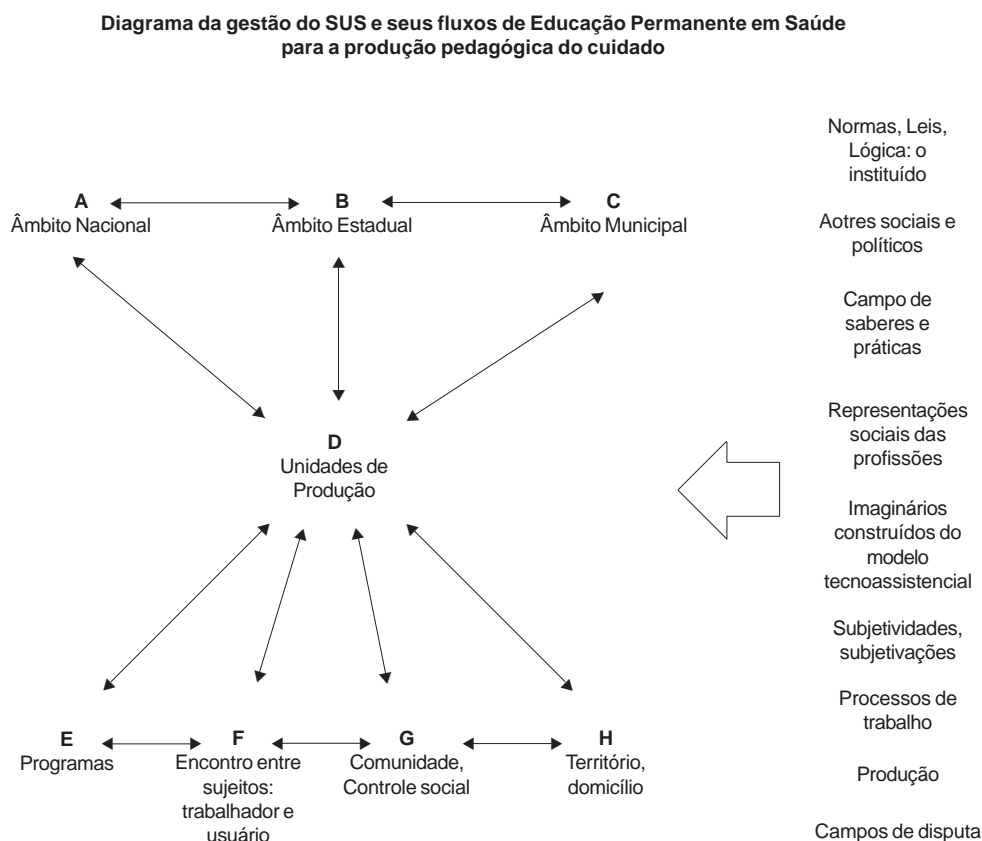 Diagrama da gestão do SUS e seus fluxos de Educação Permanente em Saúde
para a produção pedagógica do cuidado
A
Âmbito Nacional
B
Âmbito Estadual
C
Âmbito Municipal
D
Unidades de
Produção
E
Programas
F
Encontro entre
sujeitos:
trabalhador e
usuário
G
Comunidade,
Controle social
H
Território,
domicílio
Normas, Leis,
Lógica: o
instituído
Aotres sociais e
políticos
Campo de
saberes e
práticas
Representações
sociais das
profissões
Imaginários
construídos do
modelo
tecnoassistencial
Subjetividades,
subjetivações
Processos de
trabalho
Produção
Campos de disputa